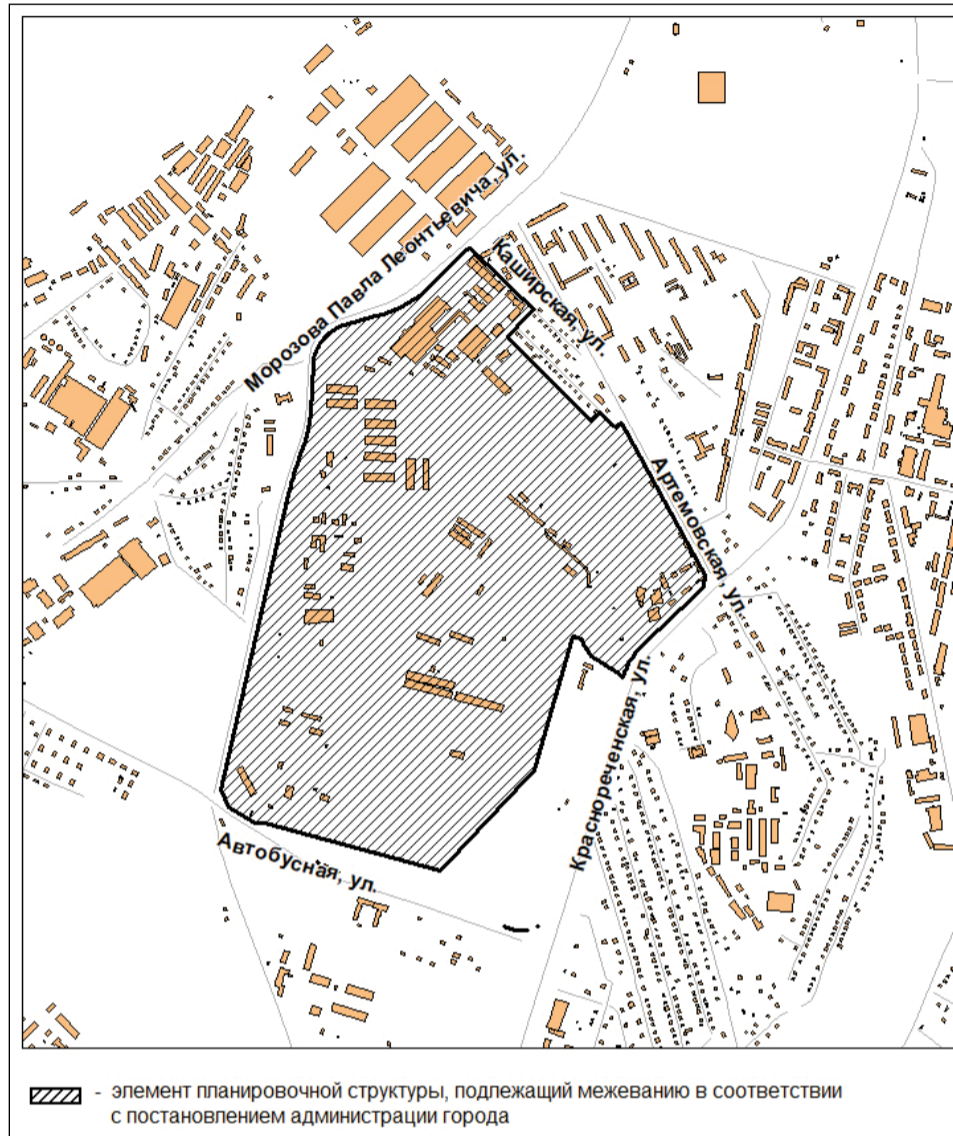 Морозова Павла Леонтьевича, ул.
Каширская, ул.
Артемовская, ул.
Краснореченская, ул.
Автобусная, ул.
- элемент планировочной структуры, подлежащий межеванию в соответствии
с постановлением администрации города